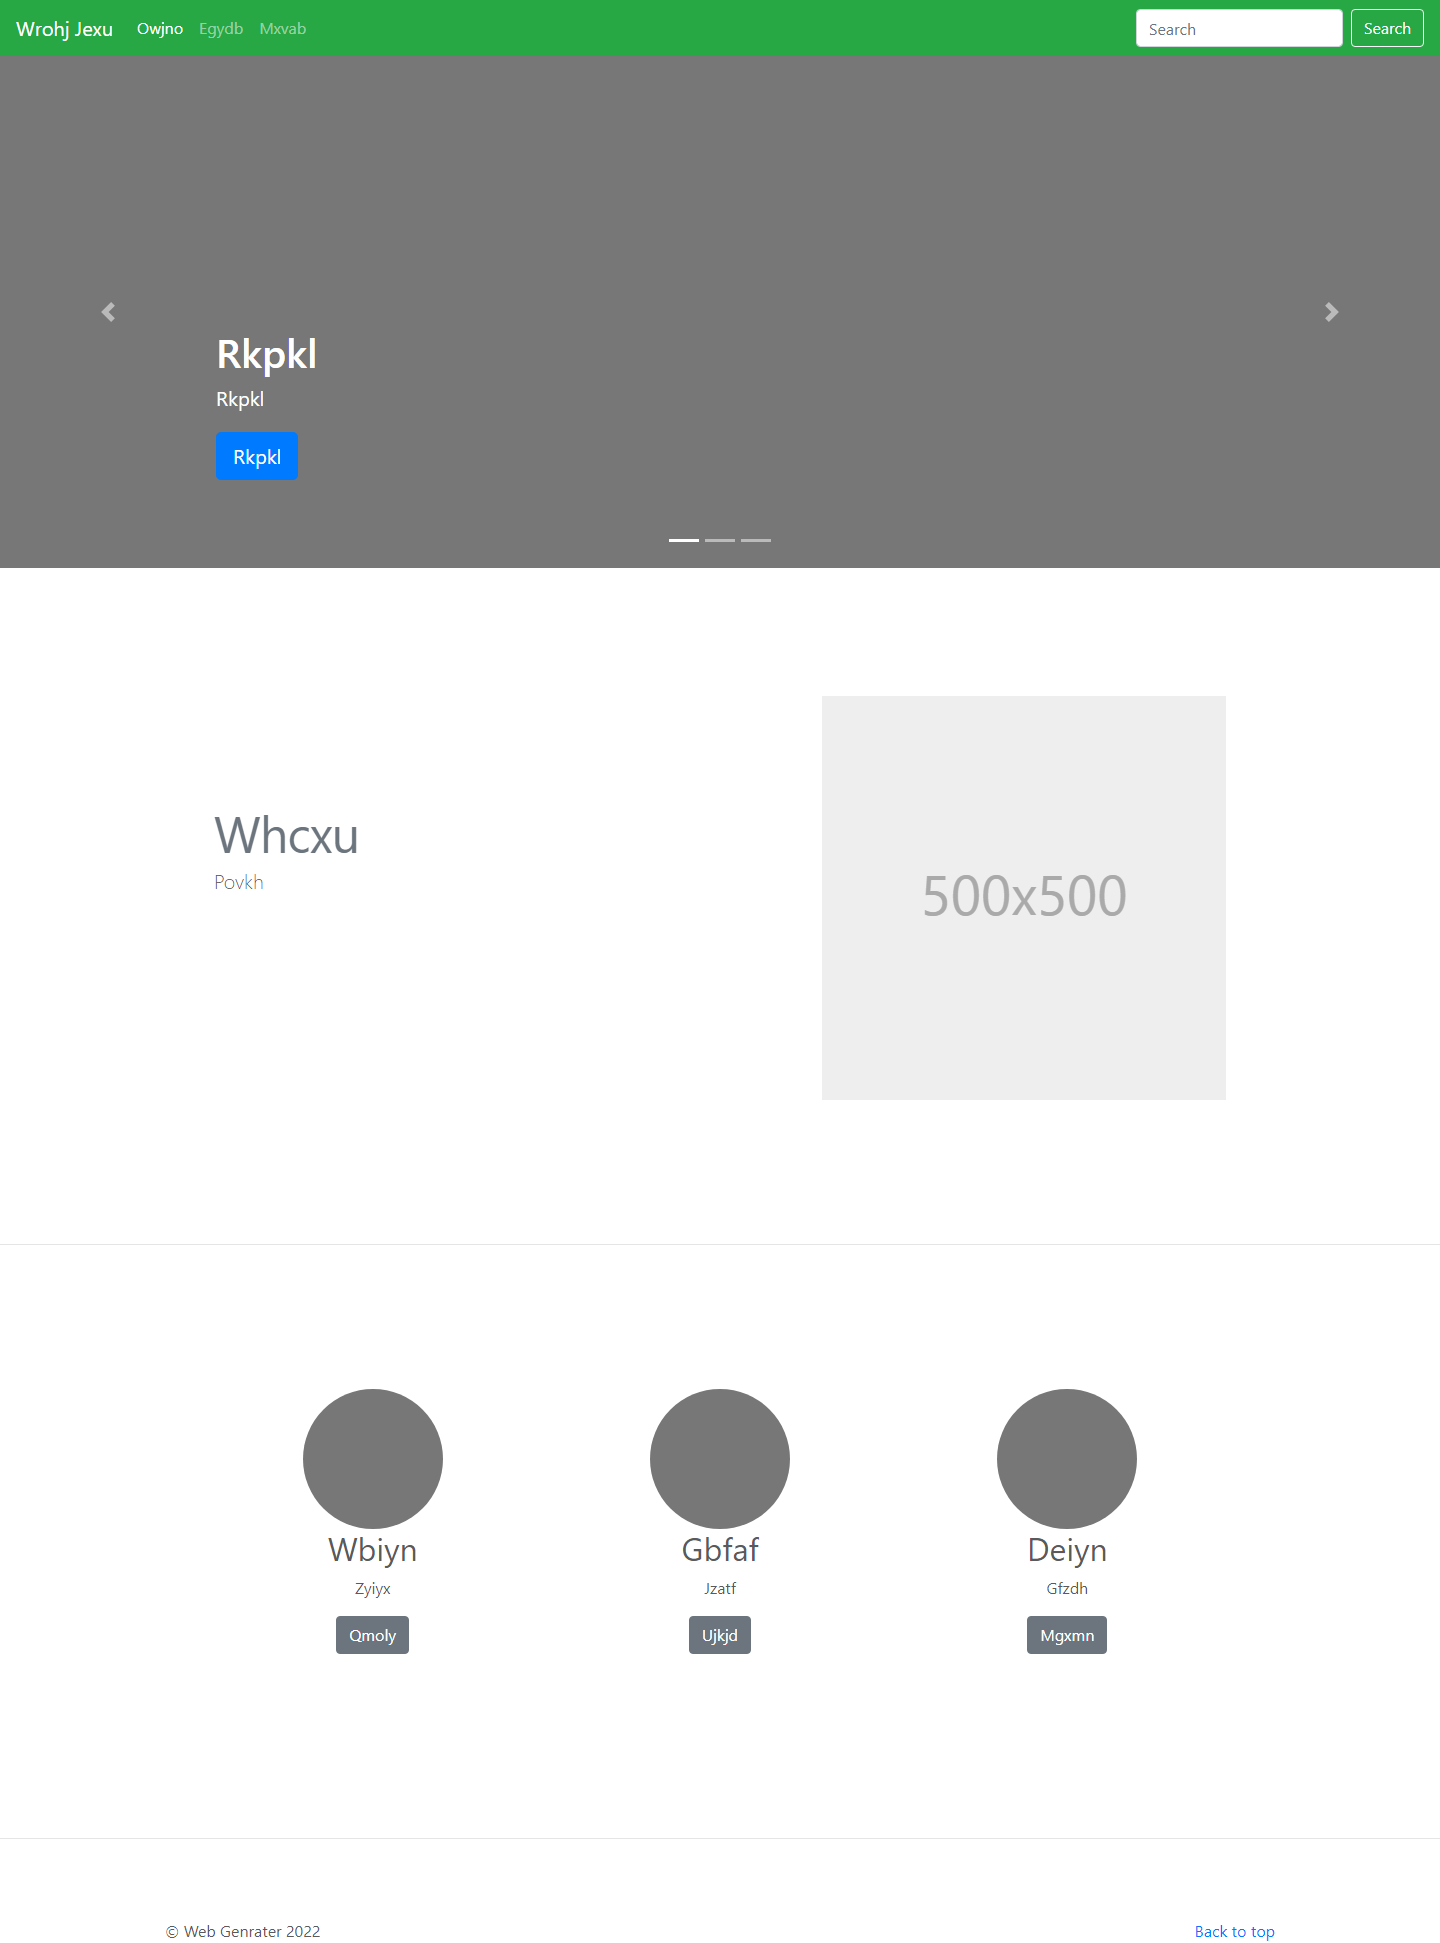 Wrohj Jexu Owjno Egydb Mxvab Search Search
Rkpkl
Rkpkl
Rkpkl
Whcxu
Povkh
500x500
Wbiyn Gbfaf Deiyn
Zyiyx Jzatf Gfzdh
Qmoly Ujkjd Mgxmn
© Web Genrater 2022 Back to top